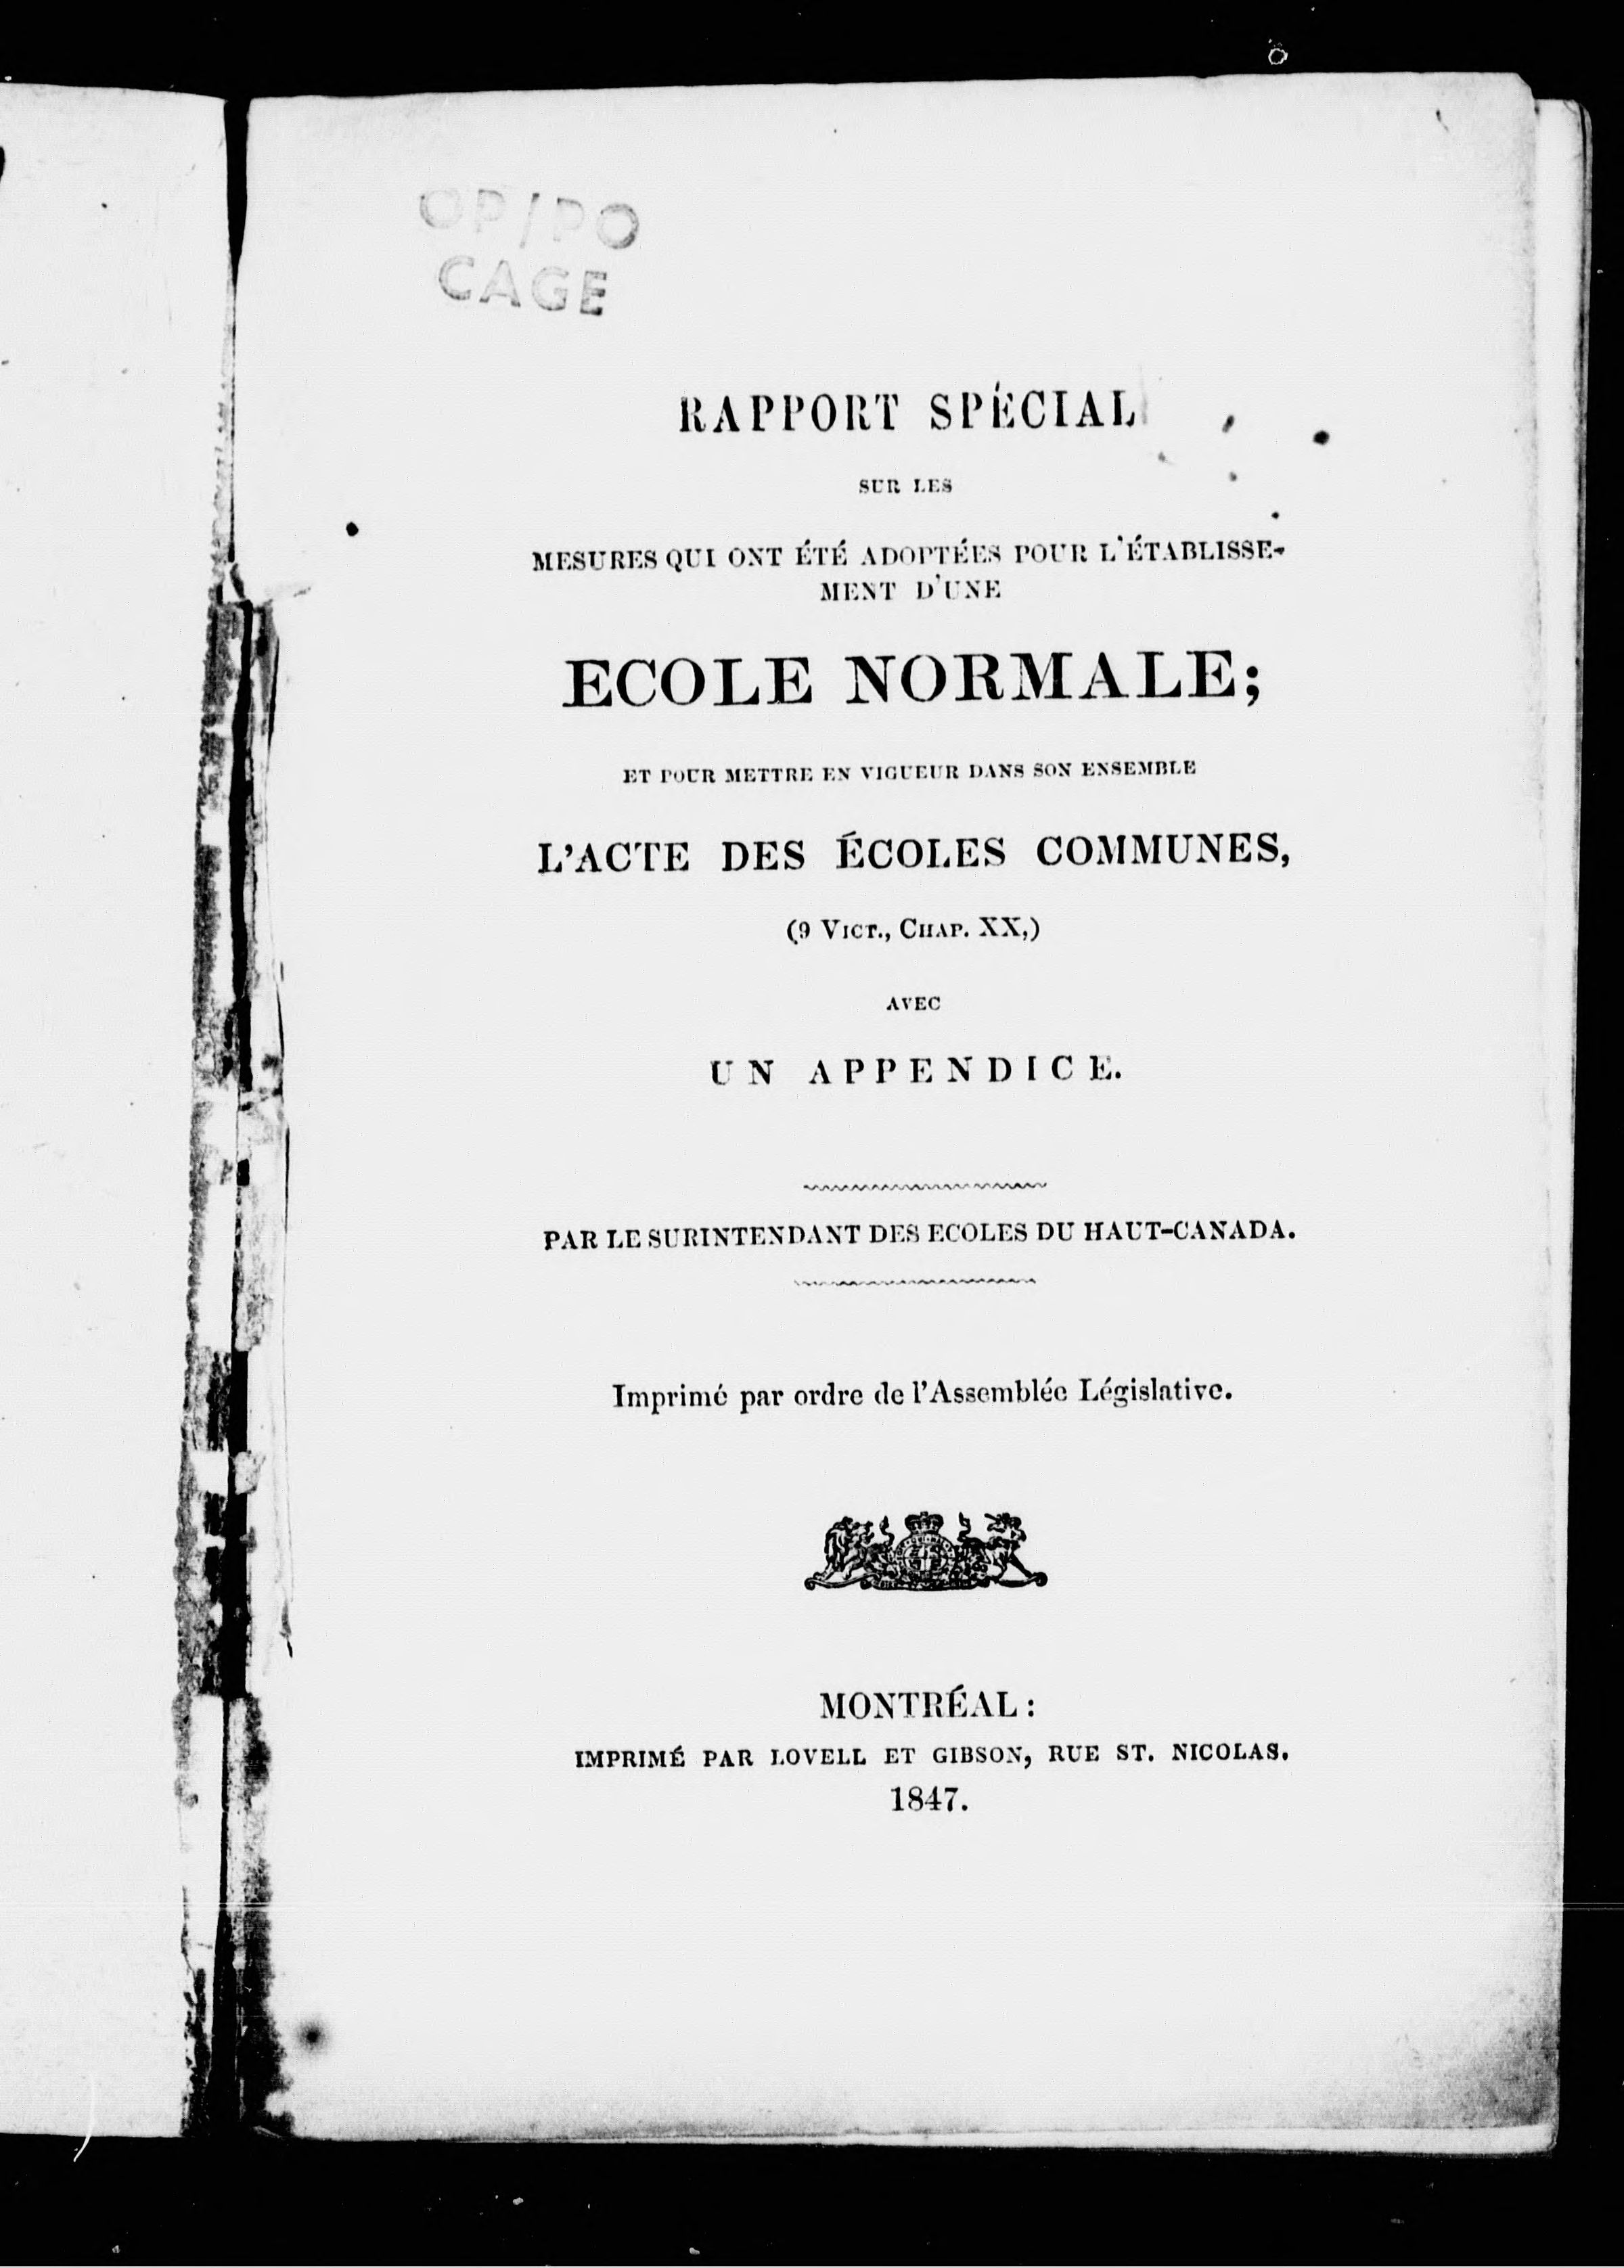 OP/PO
CAGE
RAPPORT SPÉCIAL
SUR LES
MESURES QUI ONT ÉTÉ ADOPTÉES POUR L'ÉTABLISSE-
MENT D'UNE
ECOLE NORMALE;
ET POUR METTRE EN VIGUEUR DANS SON ENSEMBLE
L'ACTE DES ÉCOLES COMMUNES,
(9 VICT., CHAP. XX,)
AVEC
UN APPENDICE.
PAR LE SURINTENDANT DES ECOLES DU HAUT-CANADA.
Imprimé par ordre de l'Assemblée Législative.
MONTRÉAL:
IMPRIMÉ PAR LOVELL ET GIBSON, RUE ST. NICOLAS.
1847.